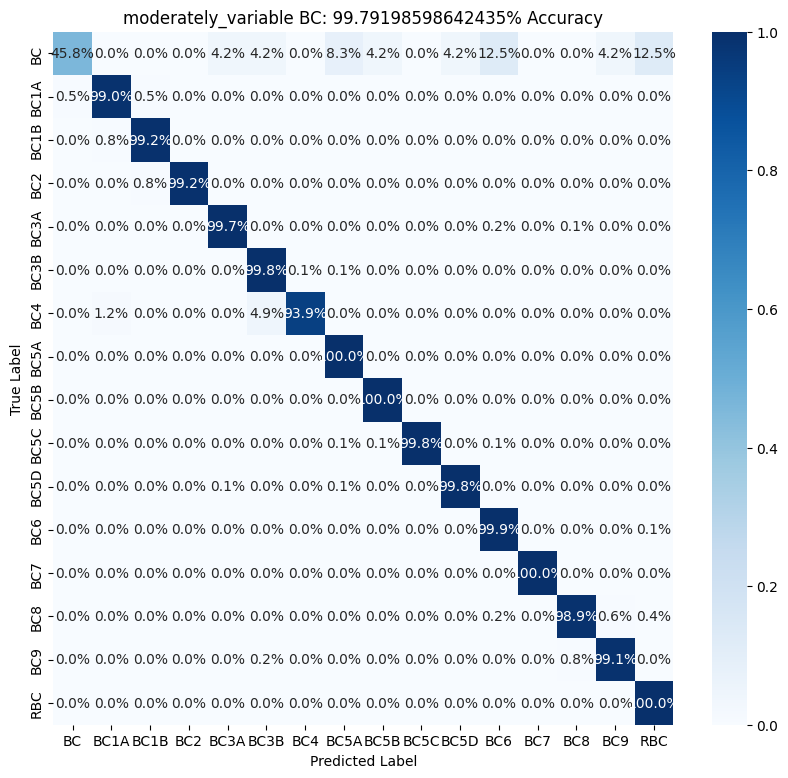 moderately_variable BC: 99.79198598642435% Accuracy
BC 45.8% 0.0% 0.0% 0.0% 4.2% 4.2% 0.0% 8.3% 4.2% 0.0% 4.2% 12.5% 0.0% 0.0% 4.2% 12.5%
BC1A 0.5% 99.0% 0.5% 0.0% 0.0% 0.0% 0.0% 0.0% 0.0% 0.0% 0.0% 0.0% 0.0% 0.0% 0.0% 0.0%
BC1B 0.0% 0.8% 99.2% 0.0% 0.0% 0.0% 0.0% 0.0% 0.0% 0.0% 0.0% 0.0% 0.0% 0.0% 0.0% 0.0%
BC2 0.0% 0.0% 0.8% 99.2% 0.0% 0.0% 0.0% 0.0% 0.0% 0.0% 0.0% 0.0% 0.0% 0.0% 0.0% 0.0%
BC3A 0.0% 0.0% 0.0% 0.0% 99.7% 0.0% 0.0% 0.0% 0.0% 0.0% 0.0% 0.2% 0.0% 0.1% 0.0% 0.0%
BC3B 0.0% 0.0% 0.0% 0.0% 0.0% 99.8% 0.1% 0.1% 0.0% 0.0% 0.0% 0.0% 0.0% 0.0% 0.0% 0.0%
BC4 0.0% 1.2% 0.0% 0.0% 0.0% 4.9% 93.9% 0.0% 0.0% 0.0% 0.0% 0.0% 0.0% 0.0% 0.0% 0.0%
BC5A 0.0% 0.0% 0.0% 0.0% 0.0% 0.0% 0.0% 100.0% 0.0% 0.0% 0.0% 0.0% 0.0% 0.0% 0.0% 0.0%
BC5B 0.0% 0.0% 0.0% 0.0% 0.0% 0.0% 0.0% 0.0% 100.0% 0.0% 0.0% 0.0% 0.0% 0.0% 0.0% 0.0%
BC5C 0.0% 0.0% 0.0% 0.0% 0.0% 0.0% 0.0% 0.1% 0.1% 99.8% 0.0% 0.1% 0.0% 0.0% 0.0% 0.0%
BC5D 0.0% 0.0% 0.0% 0.0% 0.1% 0.0% 0.0% 0.1% 0.0% 0.0% 99.8% 0.0% 0.0% 0.0% 0.0% 0.0%
BC6 0.0% 0.0% 0.0% 0.0% 0.0% 0.0% 0.0% 0.0% 0.0% 0.0% 0.0% 99.9% 0.0% 0.0% 0.0% 0.1%
BC7 0.0% 0.0% 0.0% 0.0% 0.0% 0.0% 0.0% 0.0% 0.0% 0.0% 0.0% 0.0% 100.0% 0.0% 0.0% 0.0%
BC8 0.0% 0.0% 0.0% 0.0% 0.0% 0.0% 0.0% 0.0% 0.0% 0.0% 0.0% 0.2% 0.0% 98.9% 0.6% 0.4%
BC9 0.0% 0.0% 0.0% 0.0% 0.0% 0.2% 0.0% 0.0% 0.0% 0.0% 0.0% 0.0% 0.0% 0.8% 99.1% 0.0%
RBC 0.0% 0.0% 0.0% 0.0% 0.0% 0.0% 0.0% 0.0% 0.0% 0.0% 0.0% 0.0% 0.0% 0.0% 0.0% 100.0%
BC BC1A BC1B BC2 BC3A BC3B BC4 BC5A BC5B BC5C BC5D BC6 BC7 BC8 BC9 RBC
Predicted Label
True Label
1.0
0.8
0.6
0.4
0.2
0.0